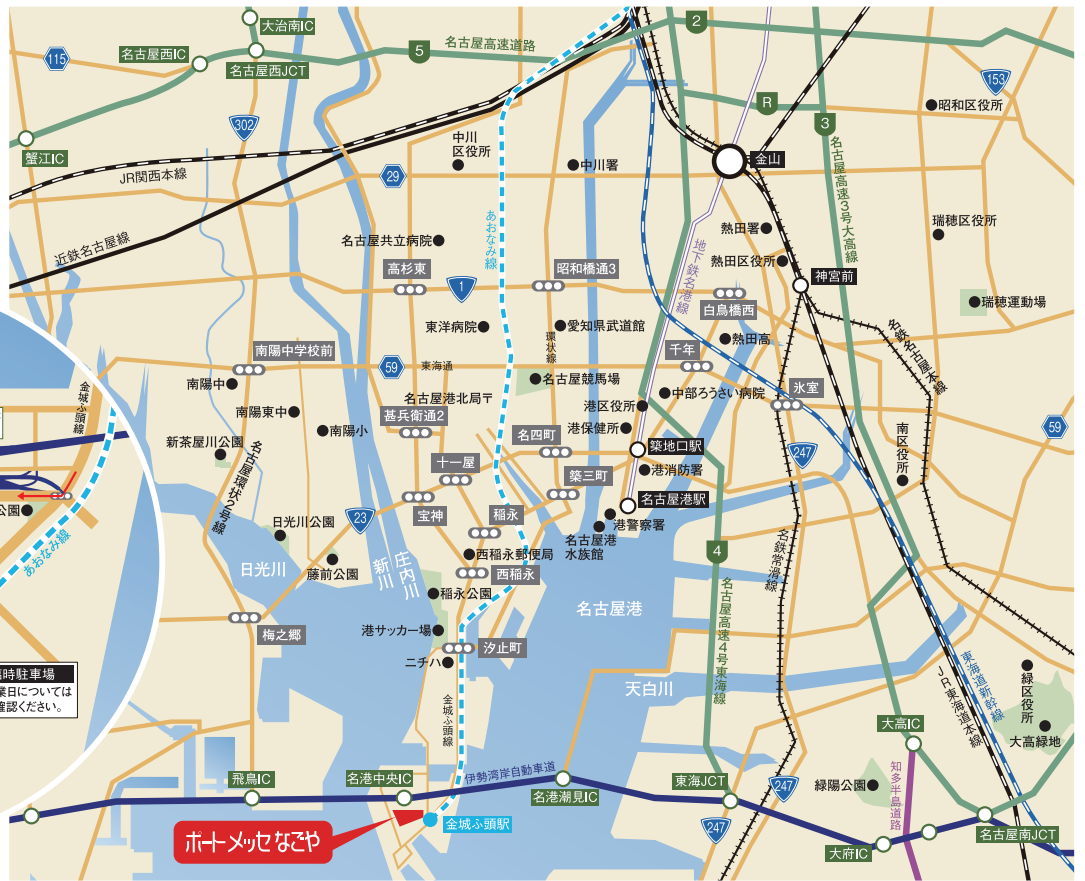 大治南IC
2
115
名古屋西IC
5
名古屋高速道路
名古屋西JCT
153
R
昭和区役所
302
3
蟹江IC
中川
区役所
中川署
金山
JR関西本線
29
名古屋高速3号大高線
あおなみ線
近鉄名古屋線
名古屋共立病院
熱田署
瑞穂区役所
地下鉄名港線
高杉東
昭和橋通3
熱田区役所
神宮前
1
白鳥橋西
瑞穂運動場
東洋病院
愛知県武道館
環状線
熱田高
名鉄名古屋本線
南陽中学校前
千年
59
東海通
南陽中
名古屋競馬場
中部ろうさい病院
金城ふ頭線
名古屋港北局〒
港区役所
氷室
南陽東中
甚兵衛通2
南陽小
港保健所
59
新茶屋川公園
名四町
築地口駅
247
南区役所
名古屋環状2号線
十一屋
港消防署
築三町
名古屋港駅
公園
宝神
23
稲永
港警察署
日光川公園
名古屋港
水族館
あおなみ線
西稲永郵便局
4
名鉄常滑線
日光川
藤前公園
新川
庄内川
西稲永
稲永公園
名古屋港
名古屋高速4号東海線
梅之郷
港サッカー場
汐止町
ニチハ
臨時駐車場
業日については
確認ください。
天白川
東海道新幹線
JR東海道本線
緑区役所
金城ふ頭線
大高IC
大高緑地
伊勢湾岸自動車道
飛島IC
名港中央IC
名港潮見IC
東海JCT
247
緑陽公園
知多半島道路
金城ふ頭駅
247
名古屋南JCT
ポートメッセなごや
大府IC